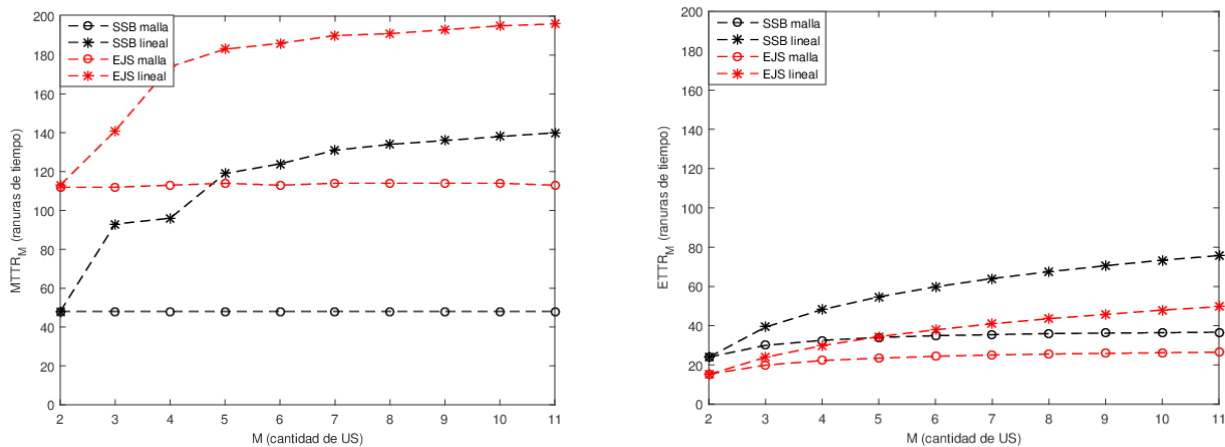 SSB malla
SSB lineal
EJS malla
EJS lineal
200
180
160
140
120
100
80
60
40
20
0
MTTR_M (ranuras de tiempo)
2 3 4 5 6 7 8 9 10 11
M (cantidad de US)
SSB malla
SSB lineal
EJS malla
EJS lineal
200
180
160
140
120
100
80
60
40
20
0
ETTR_M (ranuras de tiempo)
2 3 4 5 6 7 8 9 10 11
M (cantidad de US)